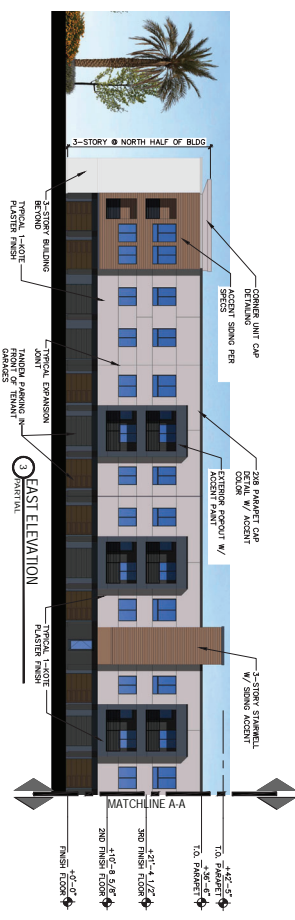 3-STORY @ NORTH HALF OF BLDG
CORNER UNIT CAP
DETAILING
ACCENT SIDING PER
SPECS
2X8 PARAPET CAP
DETAIL W/ ACCENT
COLOR
EXTERIOR POPOUT W/
ACCENT PAINT
3-STORY STAIRWELL
W/ SIDING ACCENT
+42'-5"
T.O. PARAPET
+36'-6"
T.O. PARAPET
+21'-4 1/2"
3RD FINISH FLOOR
+10'-8 5/8"
2ND FINISH FLOOR
+0'-0"
FINISH FLOOR
MATCHLINE A-A
3-STORY BUILDING
BEYOND
TYPICAL 1-KOTE
PLASTER FINISH
TYPICAL EXPANSION
JOINT
TANDEM PARKING IN
FRONT OF TENANT
GARAGES
TYPICAL 1-KOTE
PLASTER FINISH
3 EAST ELEVATION
PARTIAL